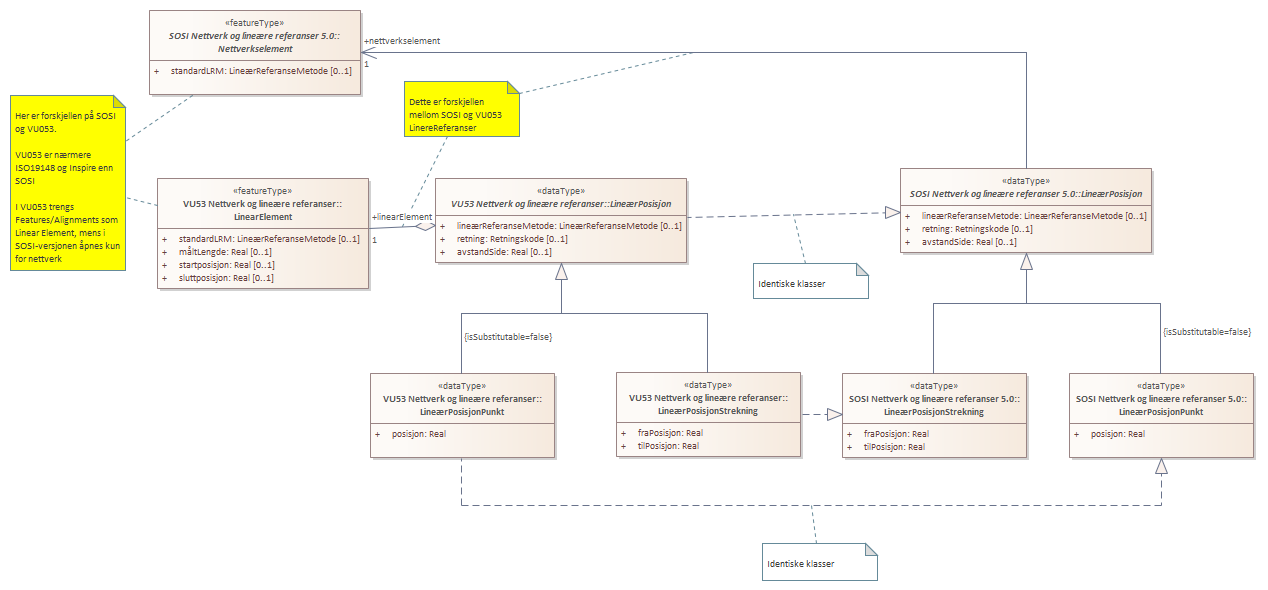 «featureType»
SOSI Nettverk og lineære referanser 5.0::
Nettverkselement
+ standardLRM: LineærReferanseMetode [0..1]
+nettverkselement
1
Her er forskjellen på SOSI
og VU053.
VU053 er nærmere
ISO19148 og Inspire enn
SOSI
I VU053 trengs
Features/Alignments som
Linear Element, mens i
SOSI-versjonen åpnes kun
for nettverk
Dette er forskjellen
mellom SOSI og VU053
LinereReferanser
«featureType»
VU53 Nettverk og lineære referanser::
LinearElement
+ standardLRM: LineærReferanseMetode [0..1]
+ måltLengde: Real [0..1]
+ startposisjon: Real [0..1]
+ sluttposisjon: Real [0..1]
+linearElement
1
«dataType»
VU53 Nettverk og lineære referanser::LineærPosisjon
+ lineærReferanseMetode: LineærReferanseMetode [0..1]
+ retning: Retningskode [0..1]
+ avstandSide: Real [0..1]
«dataType»
SOSI Nettverk og lineære referanser 5.0::LineærPosisjon
+ lineærReferanseMetode: LineærReferanseMetode [0..1]
+ retning: Retningskode [0..1]
+ avstandSide: Real [0..1]
Identiske klasser
{isSubstitutable=false}
{isSubstitutable=false}
«dataType»
VU53 Nettverk og lineære referanser::
LineærPosisjonPunkt
+ posisjon: Real
«dataType»
VU53 Nettverk og lineære referanser::
LineærPosisjonStrekning
+ fraPosisjon: Real
+ tilPosisjon: Real
«dataType»
SOSI Nettverk og lineære referanser 5.0::
LineærPosisjonStrekning
+ fraPosisjon: Real
+ tilPosisjon: Real
«dataType»
SOSI Nettverk og lineære referanser 5.0::
LineærPosisjonPunkt
+ posisjon: Real
Identiske klasser